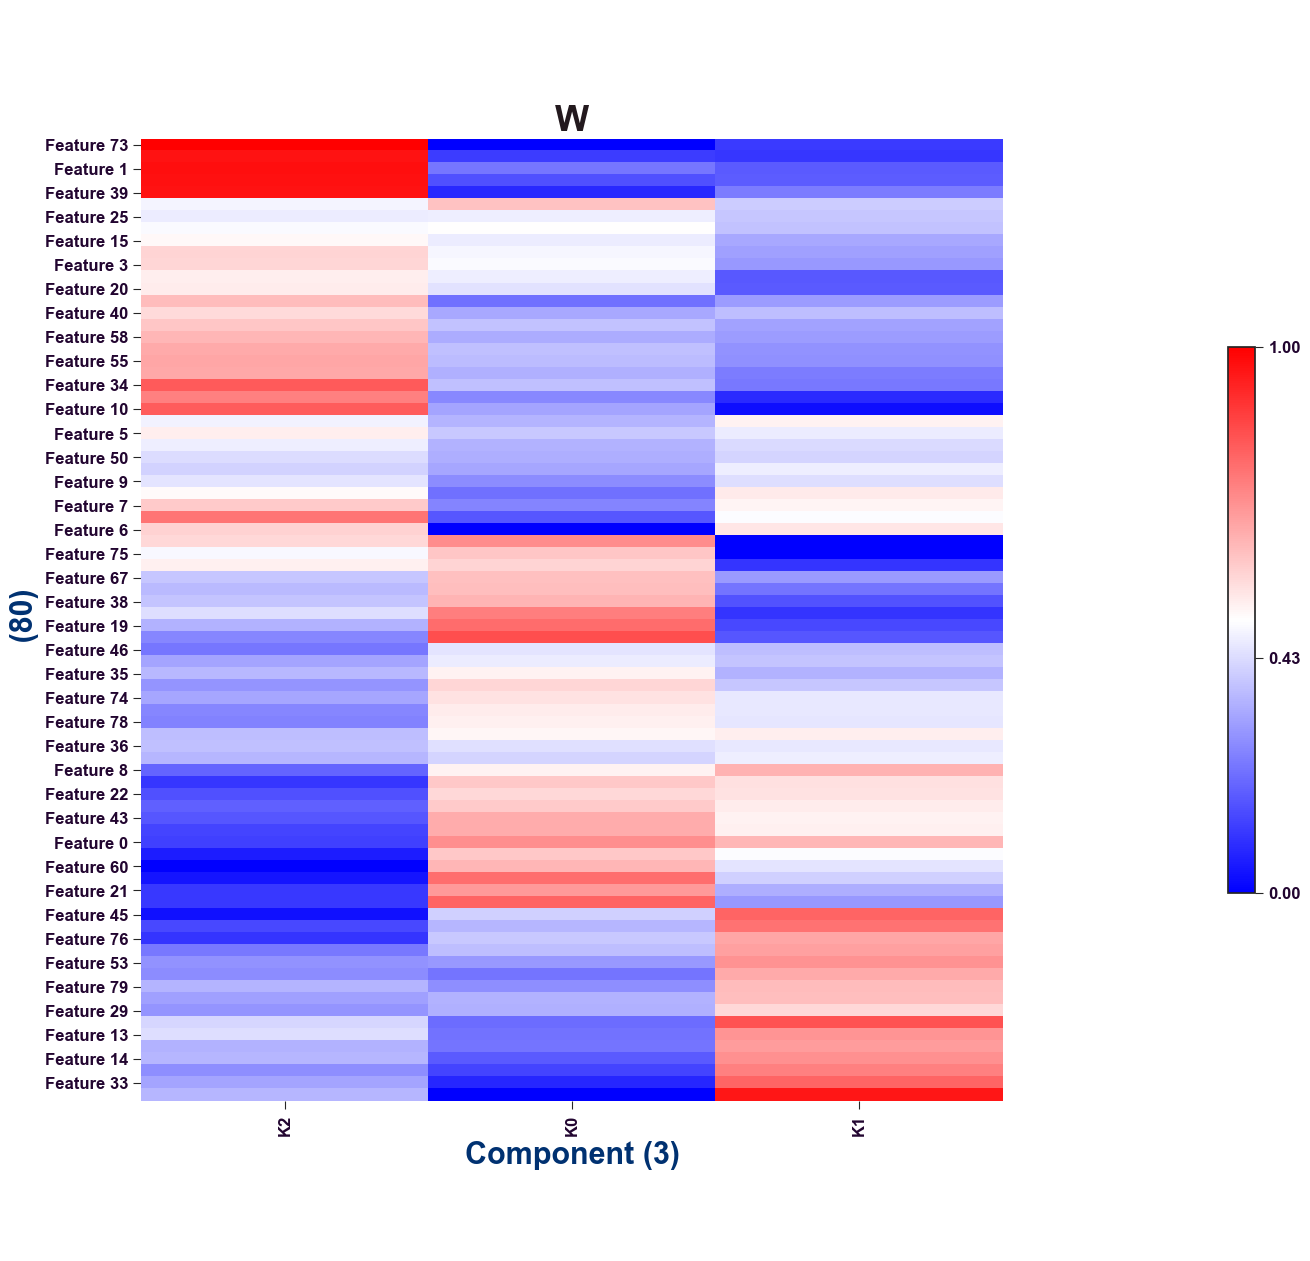 W
Feature 73
Feature 1
Feature 39
Feature 25
Feature 15
Feature 3
Feature 20
Feature 40
Feature 58
Feature 55
Feature 34
Feature 10
Feature 5
Feature 50
Feature 9
Feature 7
Feature 6
Feature 75
Feature 67
Feature 38
Feature 19
Feature 46
Feature 35
Feature 74
Feature 78
Feature 36
Feature 8
Feature 22
Feature 43
Feature 0
Feature 60
Feature 21
Feature 45
Feature 76
Feature 53
Feature 79
Feature 29
Feature 13
Feature 14
Feature 33
(80)
K2
K0
K1
Component (3)
1.00
0.43
0.00